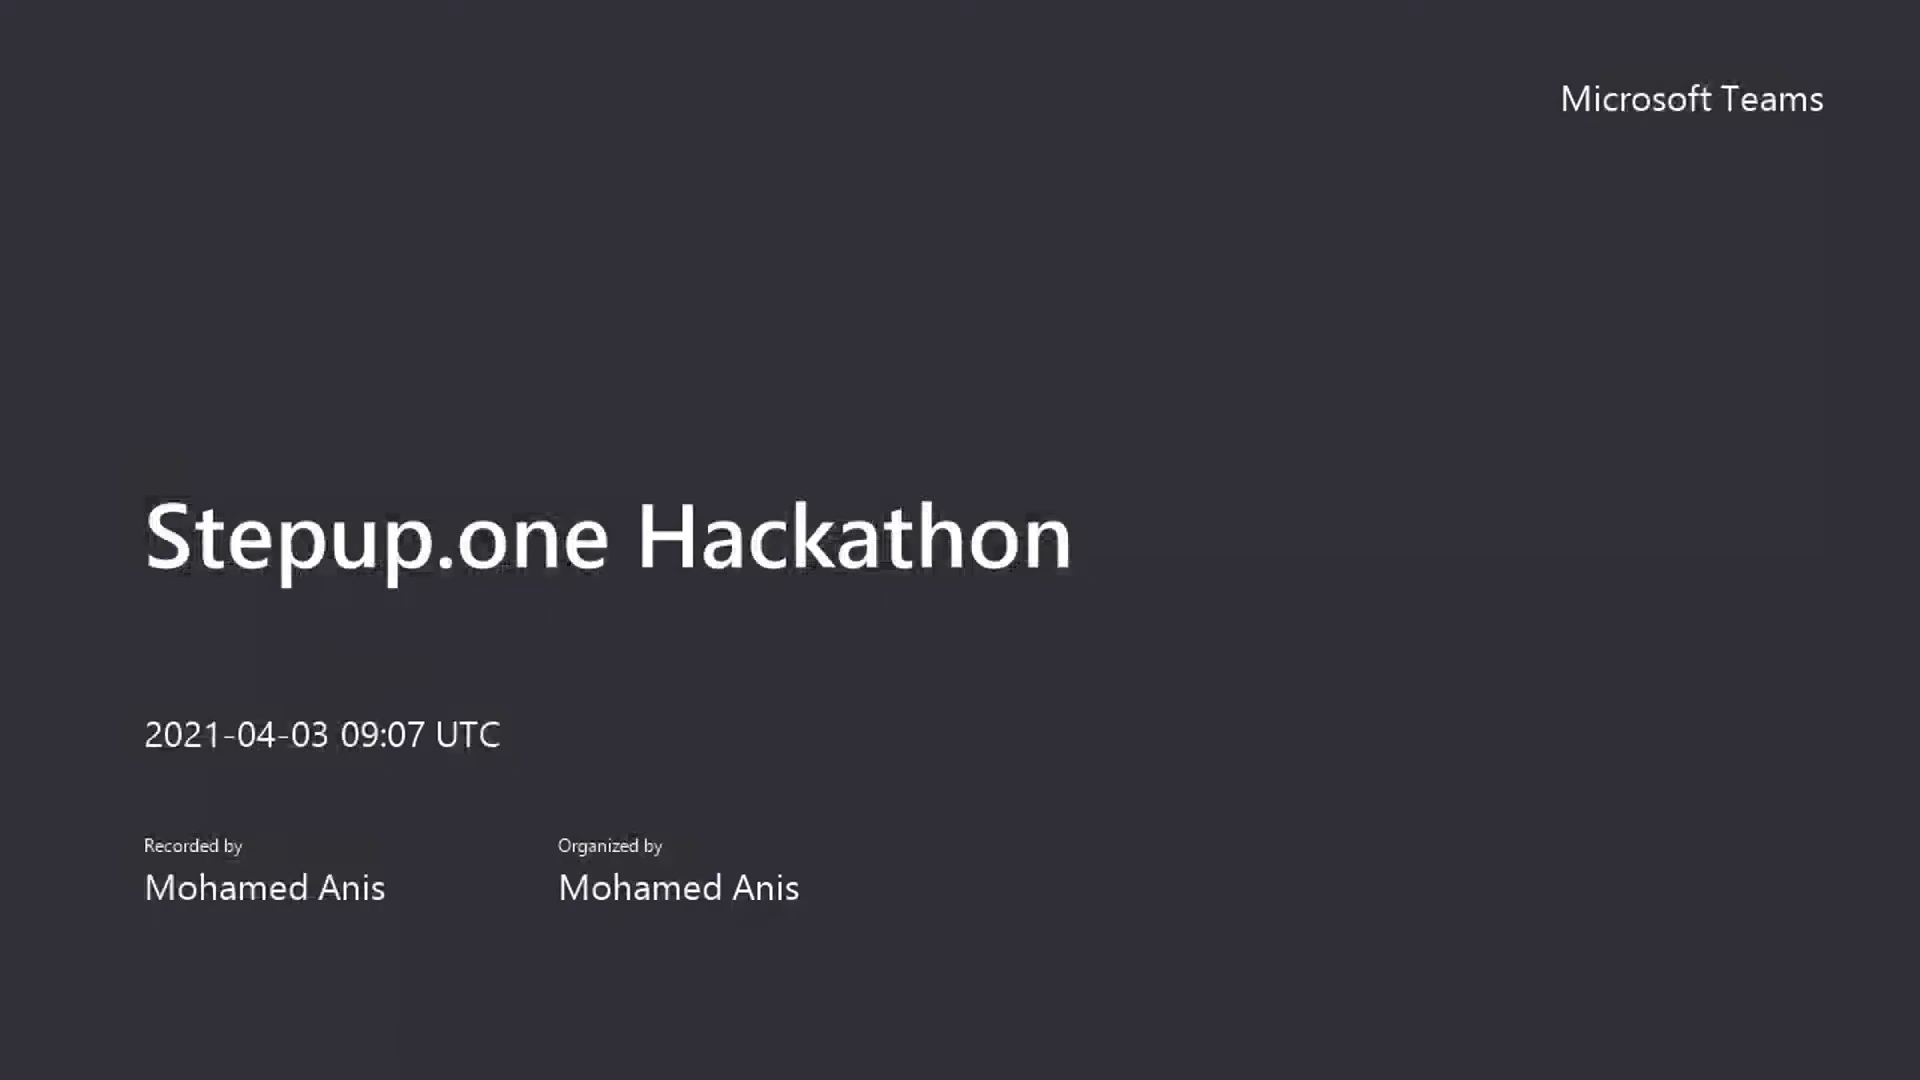 Microsoft Teams
Stepup.one Hackathon
2021-04-03 09:07 UTC
Recorded by
Mohamed Anis
Organized by
Mohamed Anis